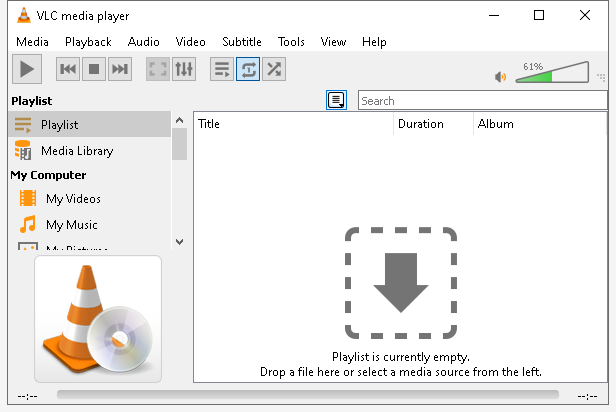 VLC media player
Media Playback Audio Video Subtitle Tools View Help
61%
Playlist
Search
Playlist
Media Library
My Computer
My Videos
My Music
My Pictures
Title Duration Album
Playlist is currently empty.
Drop a file here or select a media source from the left.
--:-- --:--